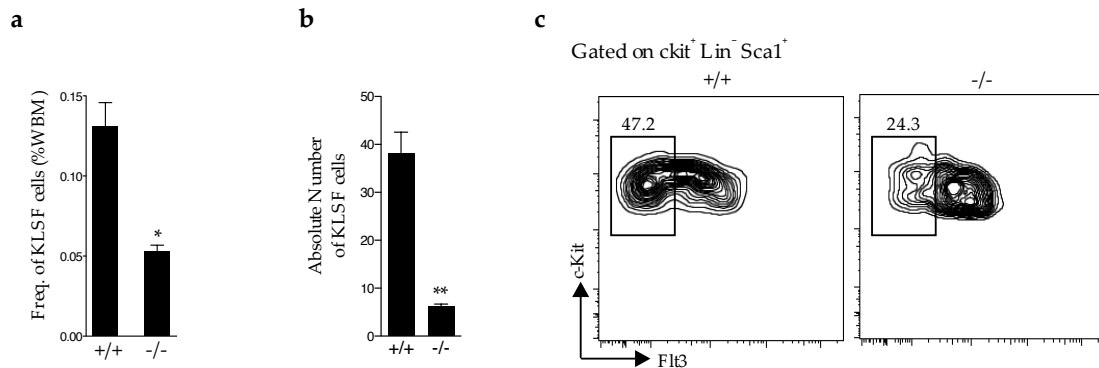 a
b
c
Freq. of KLSF cells (%WBM)
0.15
0.10
0.05
0.00
*
+/+
-/-
Absolute Number
of KLSF cells
50
40
30
20
10
0
**
+/+
-/-
Gated on ckit⁺ Lin⁻ Sca1⁺
+/+
-/-
47.2
24.3
c-Kit
Flt3